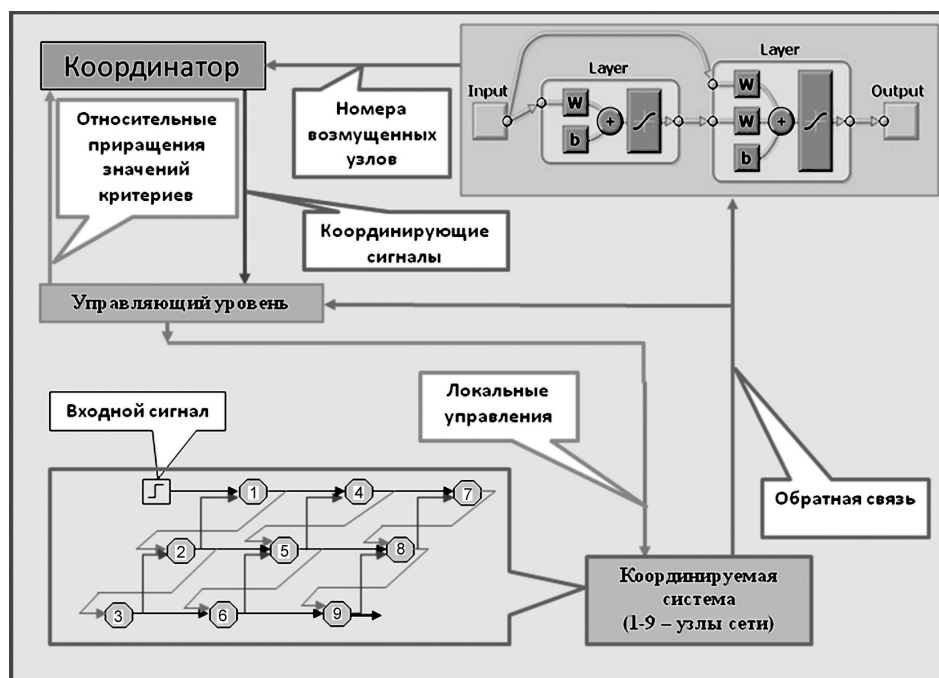 Координатор
Относительные
приращения
значений
критериев
Номера
возмущенных
узлов
Координирующие
сигналы
Input
Layer
W
b
+
Layer
W
W
b
+
Output
Управляющий уровень
Локальные
управления
Входной сигнал
Обратная связь
1
4
7
2
5
8
3
6
9
Координируемая
система
(1-9 – узлы сети)